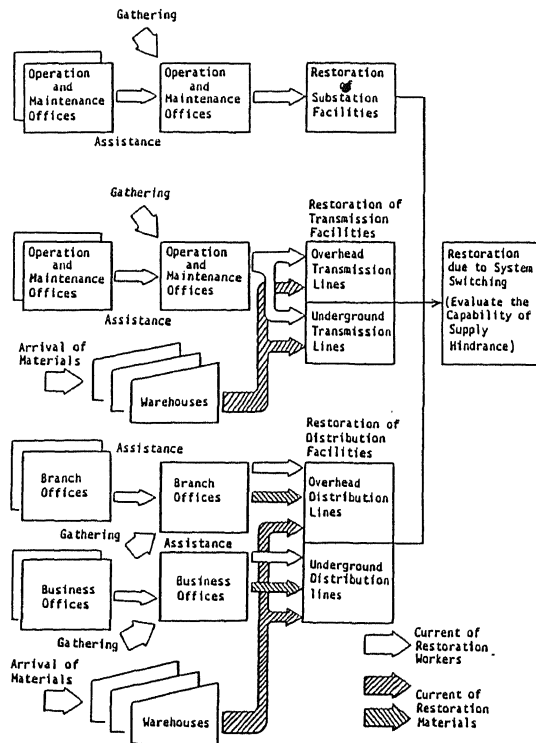 Gathering
Operation
and
Maintenance
Offices
Operation
and
Maintenance
Offices
Restoration
of
Substation
Facilities
Assistance
Gathering
Restoration of
Transmission
Facilities
Operation
and
Maintenance
Offices
Operation
and
Maintenance
Offices
Overhead
Transmission
Lines
Underground
Transmission
Lines
Restoration
due to System
Switching
(Evaluate the
Capability of
Supply
Hindrance)
Assistance
Arrival of
Materials
Warehouses
Restoration of
Distribution
Facilities
Assistance
Branch
Offices
Branch
Offices
Overhead
Distribution
Lines
Gathering
Assistance
Business
Offices
Business
Offices
Underground
Distribution
lines
Gathering
Arrival of
Materials
Warehouses
Current of
Restoration
Workers
Current of
Restoration
Materials